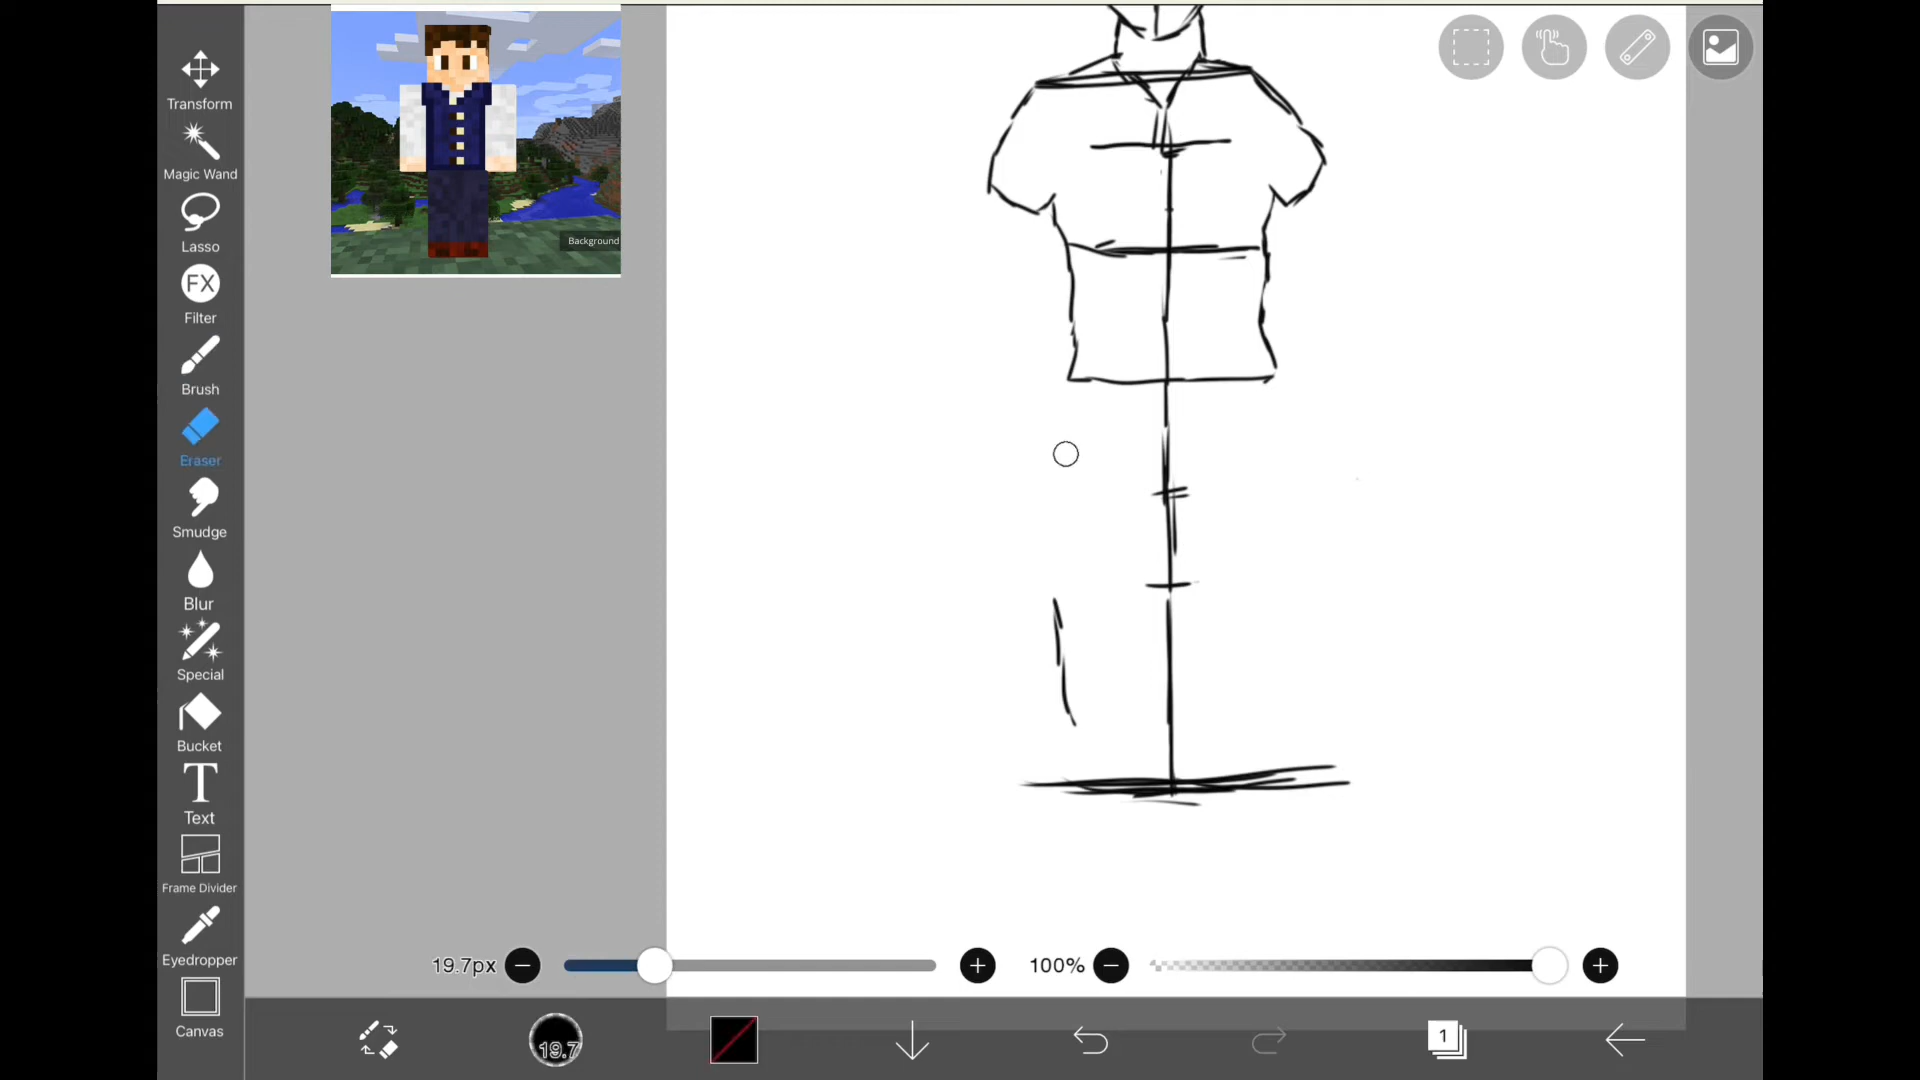 Transform
Magic Wand
Lasso
FX
Filter
Brush
Eraser
Smudge
Blur
Special
Bucket
T
Text
Frame Divider
Eyedropper
Canvas
Background
19.7px
100%
19.7
1